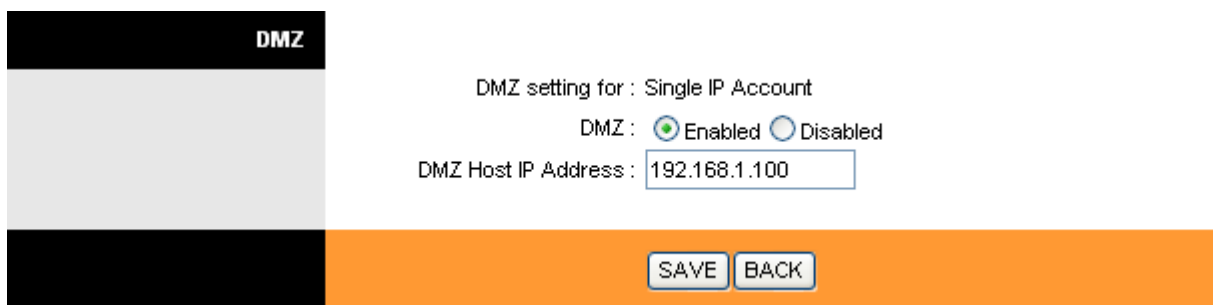 DMZ
DMZ setting for : Single IP Account
DMZ : Enabled Disabled
DMZ Host IP Address : 192.168.1.100
SAVE BACK